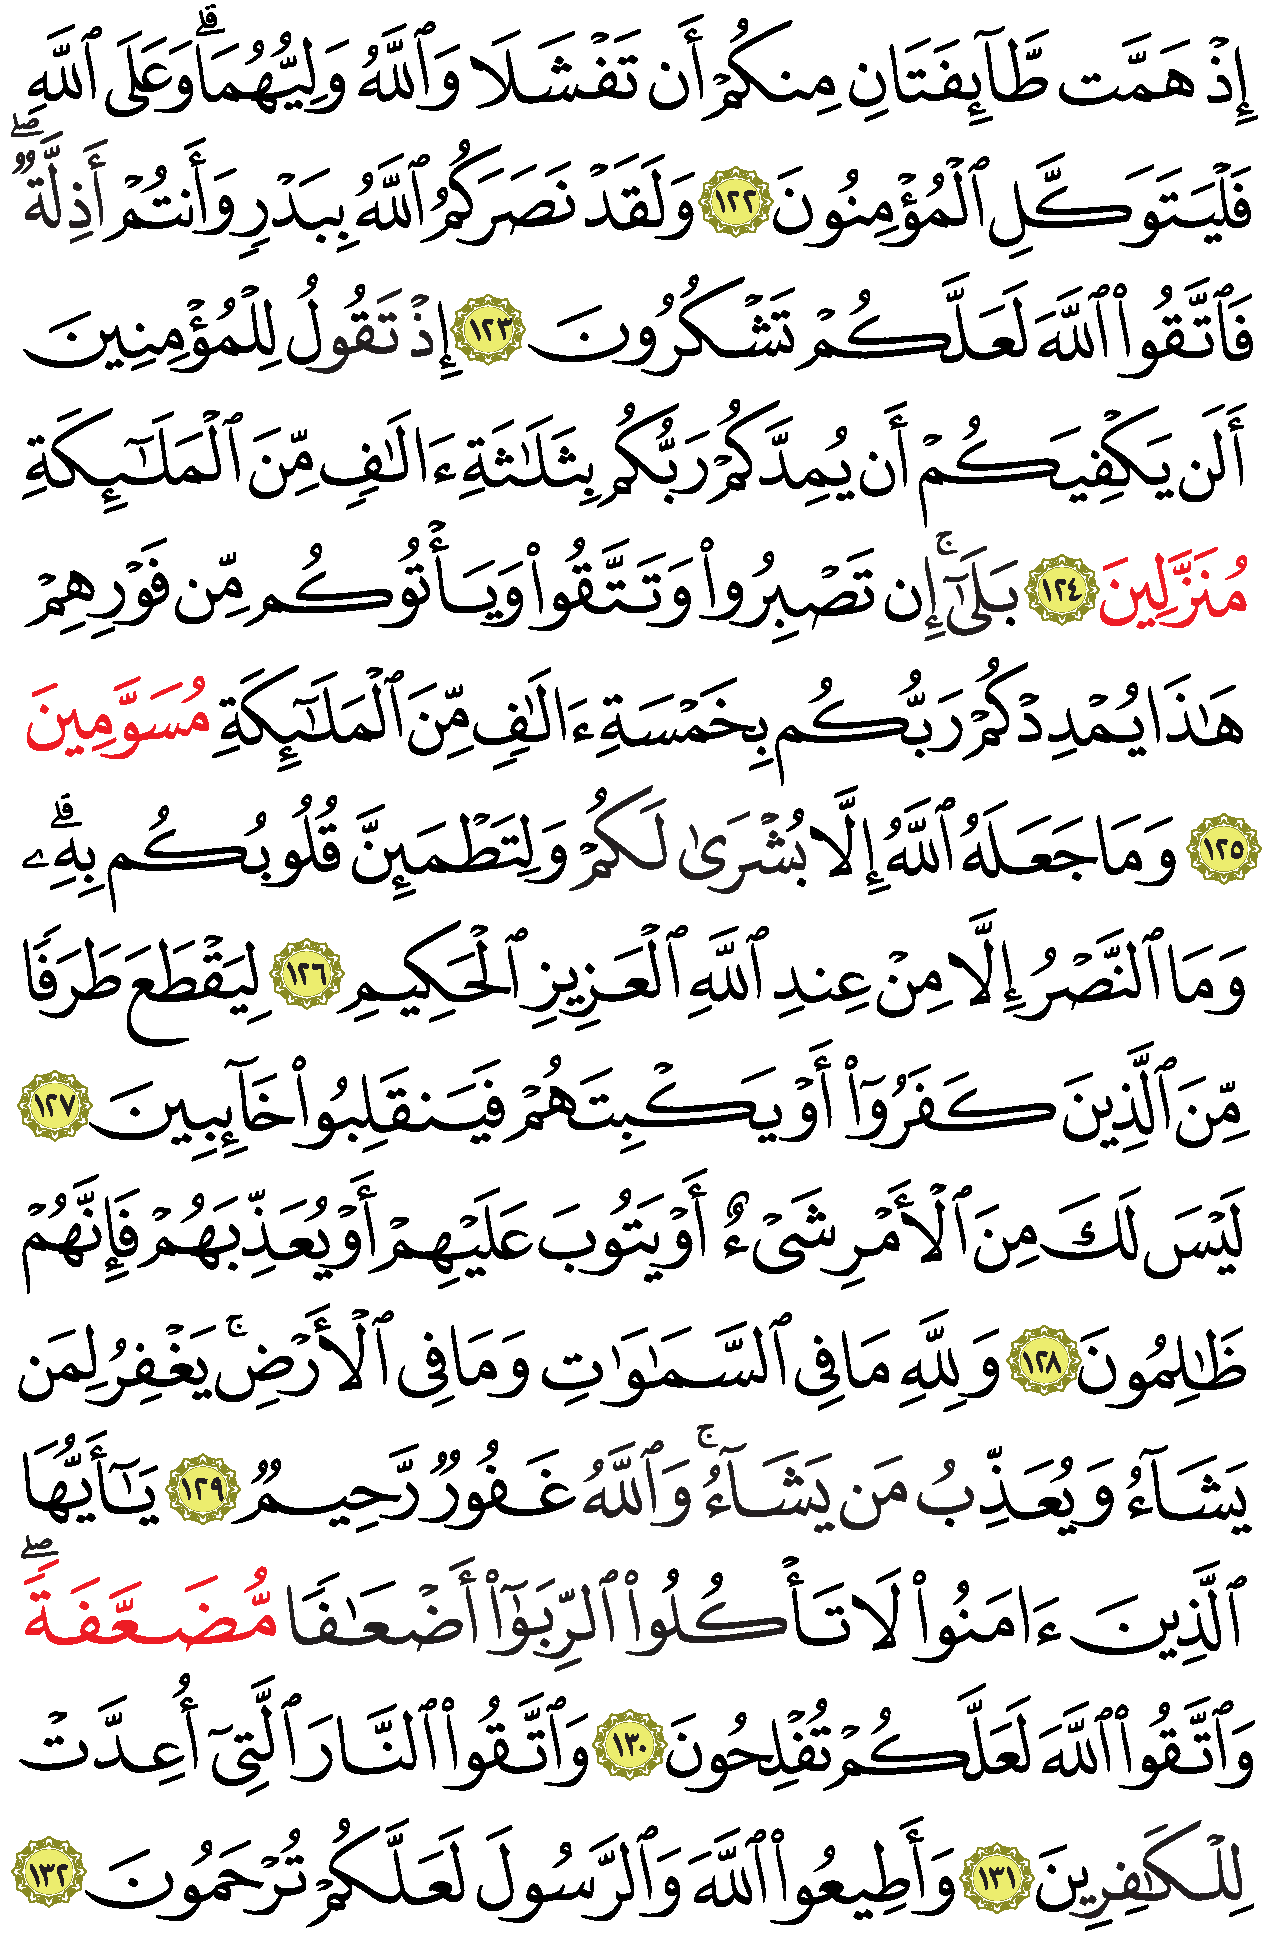 إِذۡ هَمَّت طَّآئِفَتَانِ مِنكُمۡ أَن تَفۡشَلَا وَٱللَّهُ وَلِيُّهُمَاۗ وَعَلَى ٱللَّهِ
فَلۡيَتَوَكَّلِ ٱلۡمُؤۡمِنُونَ ١٢٢ وَلَقَدۡ نَصَرَكُمُ ٱللَّهُ بِبَدۡرٖ وَأَنتُمۡ أَذِلَّةٞۖ
فَٱتَّقُواْ ٱللَّهَ لَعَلَّكُمۡ تَشۡكُرُونَ ١٢٣ إِذۡ تَقُولُ لِلۡمُؤۡمِنِينَ
أَلَن يَكۡفِيَكُمۡ أَن يُمِدَّكُمۡ رَبُّكُم بِثَلَٰثَةِ ءَالَٰفٖ مِّنَ ٱلۡمَلَٰٓئِكَةِ
مُنَزَّلِينَ ١٢٤ بَلَىٰٓۚ إِن تَصۡبِرُواْ وَتَتَّقُواْ وَيَأۡتُوكُم مِّن فَوۡرِهِمۡ
هَٰذَا يُمۡدِدۡكُمۡ رَبُّكُم بِخَمۡسَةِ ءَالَٰفٖ مِّنَ ٱلۡمَلَٰٓئِكَةِ مُسَوَّمِينَ
١٢٥ وَمَا جَعَلَهُ ٱللَّهُ إِلَّا بُشۡرَىٰ لَكُمۡ وَلِتَطۡمَئِنَّ قُلُوبُكُم بِهِۦۗ
وَمَا ٱلنَّصۡرُ إِلَّا مِنۡ عِندِ ٱللَّهِ ٱلۡعَزِيزِ ٱلۡحَكِيمِ ١٢٦ لِيَقۡطَعَ طَرَفٗا
مِّنَ ٱلَّذِينَ كَفَرُوٓاْ أَوۡ يَكۡبِتَهُمۡ فَيَنقَلِبُواْ خَآئِبِينَ ١٢٧
لَيۡسَ لَكَ مِنَ ٱلۡأَمۡرِ شَيۡءٌ أَوۡ يَتُوبَ عَلَيۡهِمۡ أَوۡ يُعَذِّبَهُمۡ فَإِنَّهُمۡ
ظَٰلِمُونَ ١٢٨ وَلِلَّهِ مَا فِي ٱلسَّمَٰوَٰتِ وَمَا فِي ٱلۡأَرۡضِۚ يَغۡفِرُ لِمَن
يَشَآءُ وَيُعَذِّبُ مَن يَشَآءُۚ وَٱللَّهُ غَفُورٞ رَّحِيمٞ ١٢٩ يَٰٓأَيُّهَا
ٱلَّذِينَ ءَامَنُواْ لَا تَأۡكُلُواْ ٱلرِّبَوٰٓاْ أَضۡعَٰفٗا مُّضَعَّفَةٗۖ
وَٱتَّقُواْ ٱللَّهَ لَعَلَّكُمۡ تُفۡلِحُونَ ١٣٠ وَٱتَّقُواْ ٱلنَّارَ ٱلَّتِيٓ أُعِدَّتۡ
لِلۡكَٰفِرِينَ ١٣١ وَأَطِيعُواْ ٱللَّهَ وَٱلرَّسُولَ لَعَلَّكُمۡ تُرۡحَمُونَ ١٣٢